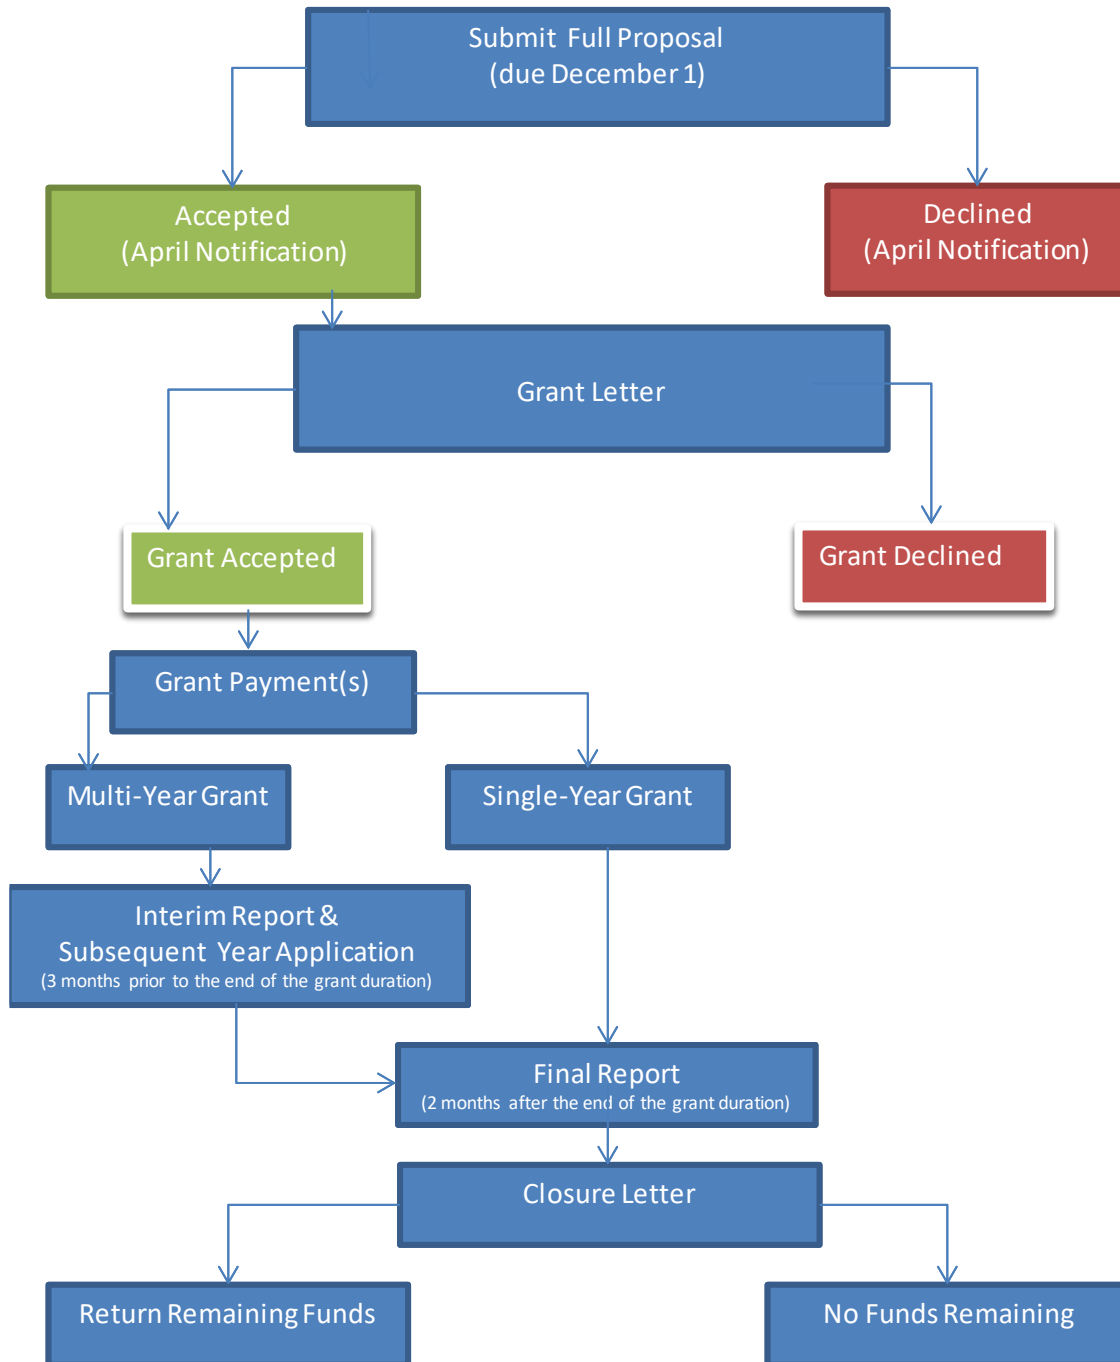 Submit Full Proposal
(due December 1)
Accepted
(April Notification)
Declined
(April Notification)
Grant Letter
Grant Accepted
Grant Declined
Grant Payment(s)
Multi-Year Grant
Single-Year Grant
Interim Report &
Subsequent Year Application
(3 months prior to the end of the grant duration)
Final Report
(2 months after the end of the grant duration)
Closure Letter
Return Remaining Funds
No Funds Remaining